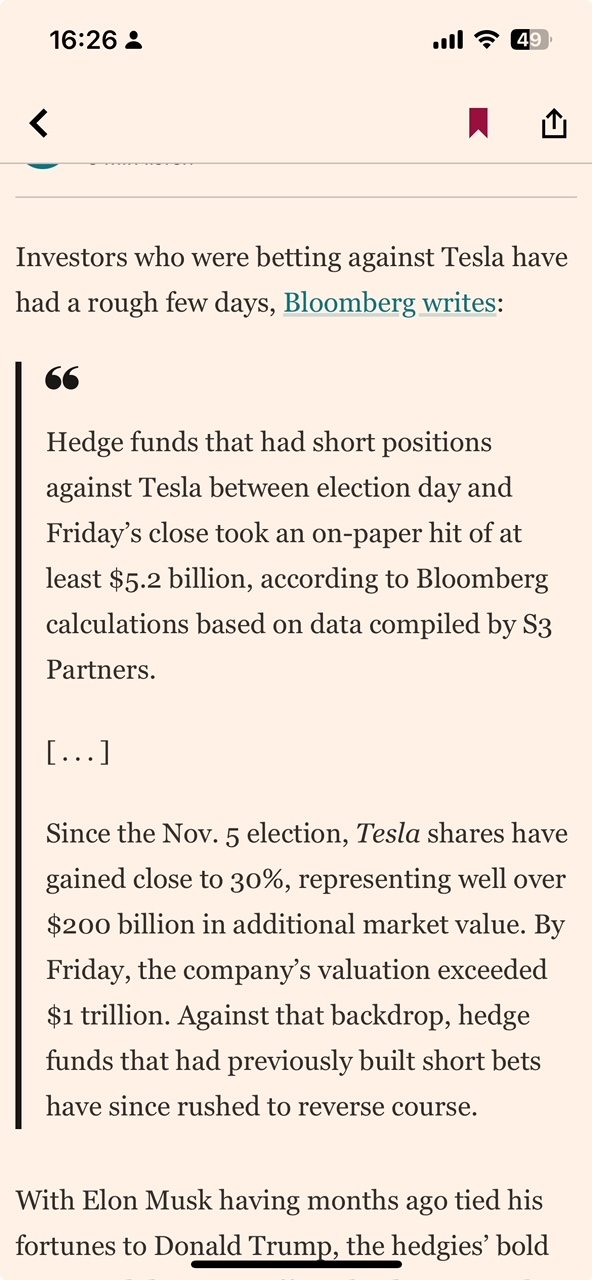 16:26
49
Investors who were betting against Tesla have
had a rough few days, Bloomberg writes:
“
Hedge funds that had short positions
against Tesla between election day and
Friday’s close took an on-paper hit of at
least $5.2 billion, according to Bloomberg
calculations based on data compiled by S3
Partners.
[...]
Since the Nov. 5 election, Tesla shares have
gained close to 30%, representing well over
$200 billion in additional market value. By
Friday, the company’s valuation exceeded
$1 trillion. Against that backdrop, hedge
funds that had previously built short bets
have since rushed to reverse course.
With Elon Musk having months ago tied his
fortunes to Donald Trump, the hedgies’ bold